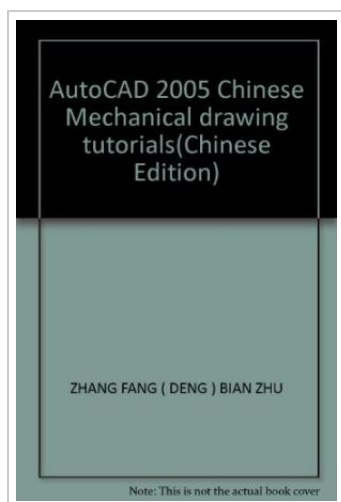 AutoCAD 2005 Chinese
Mechanical drawing
tutorials(Chinese
Edition)
ZHANG FANG ( DENG ) BIAN ZHU
Note: This is not the actual book cover